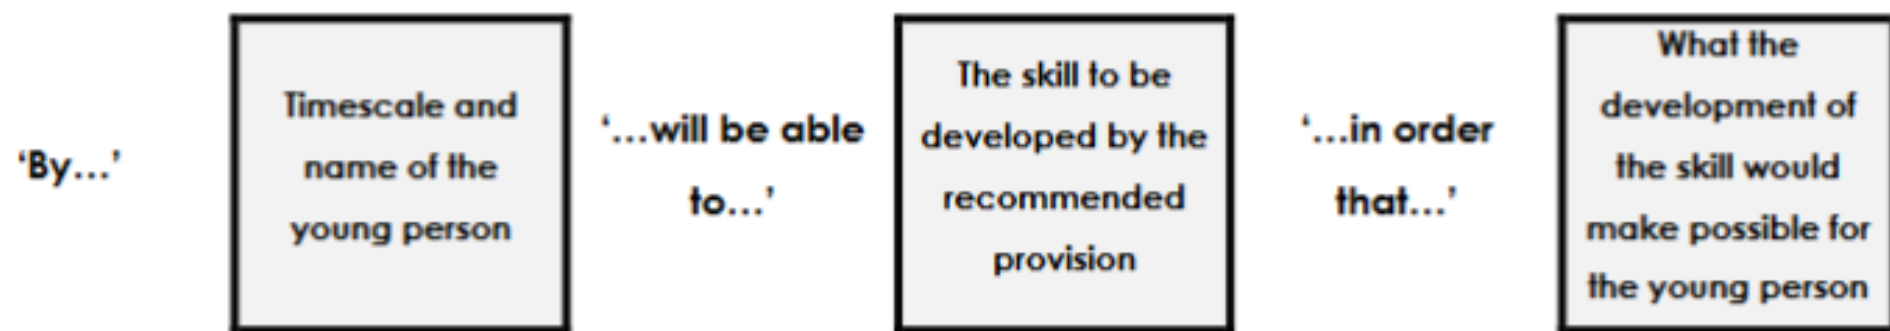 ‘By…’
Timescale and
name of the
young person
‘…will be able
to…’
The skill to be
developed by the
recommended
provision
‘…in order
that…’
What the
development of
the skill would
make possible for
the young person